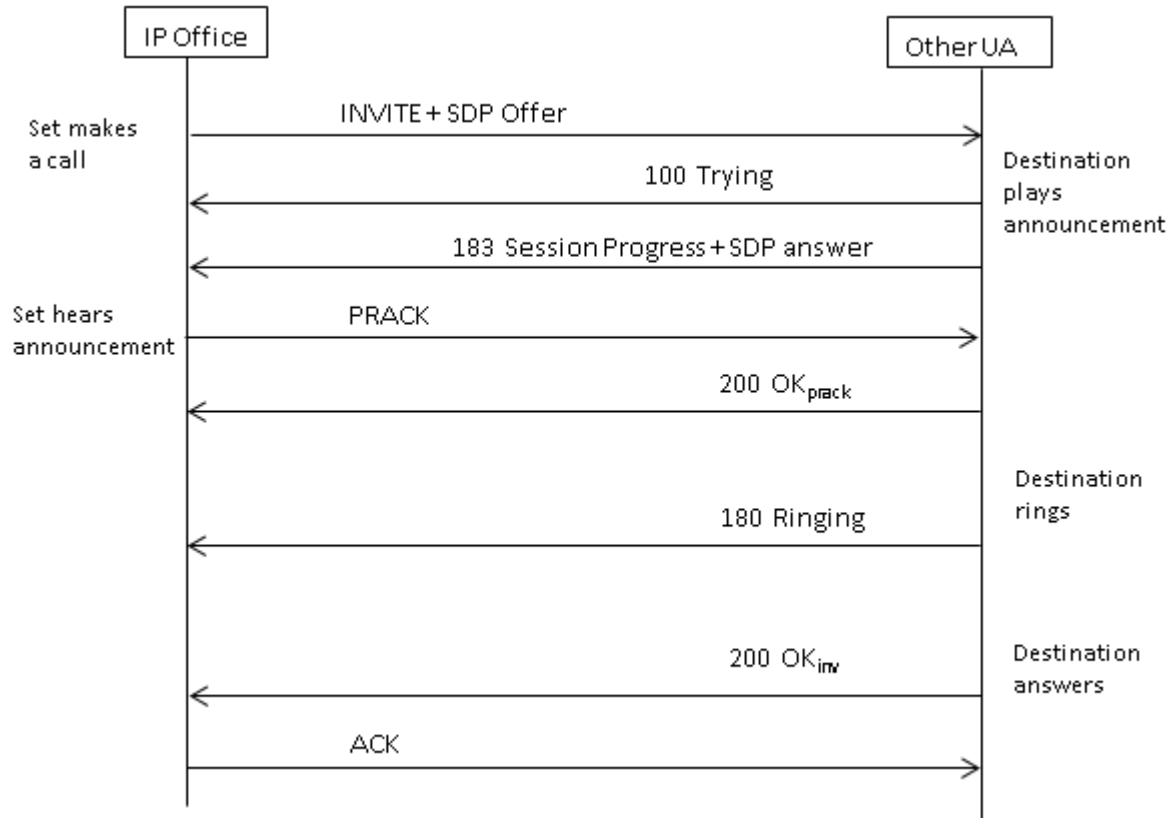 IP Office
Other UA
INVITE + SDP Offer
Set makes
a call
100 Trying
Destination
plays
announcement
183 Session Progress + SDP answer
Set hears
announcement
PRACK
200 OKprack
Destination
rings
180 Ringing
200 OKinv
Destination
answers
ACK